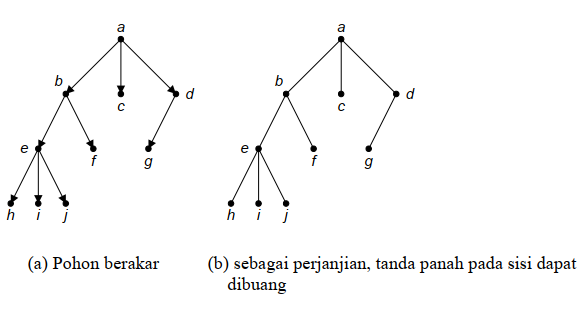 a a
b c d b c d
e f g e f g
h i j h i j
(a) Pohon berakar (b) sebagai perjanjian, tanda panah pada sisi dapat
dibuang